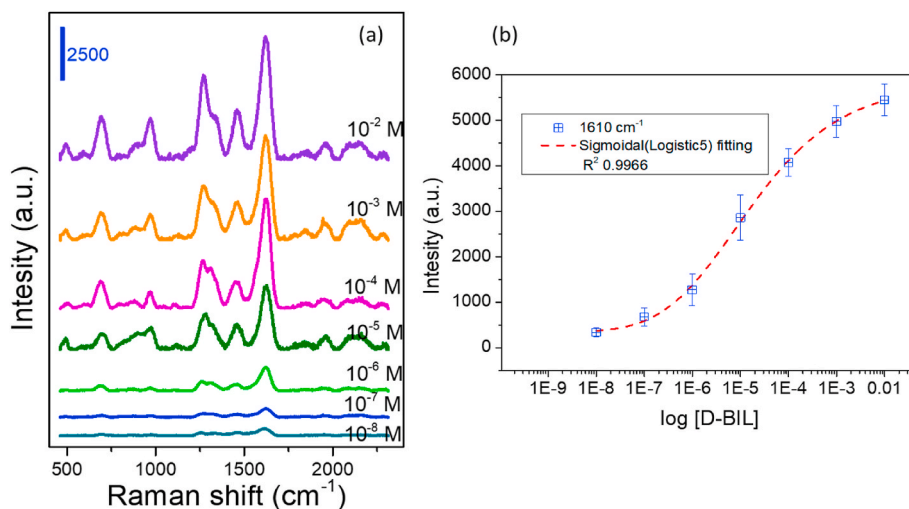 (a)
2500
10⁻² M
10⁻³ M
10⁻⁴ M
10⁻⁵ M
10⁻⁶ M
10⁻⁷ M
10⁻⁸ M
Intesity (a.u.)
500 1000 1500 2000
Raman shift (cm⁻¹)
(b)
6000
5000
4000
3000
2000
1000
0
Intesity (a.u.)
1610 cm⁻¹
Sigmoidal(Logistic5) fitting
R² 0.9966
1E-9 1E-8 1E-7 1E-6 1E-5 1E-4 1E-3 0.01
log [D-BIL]